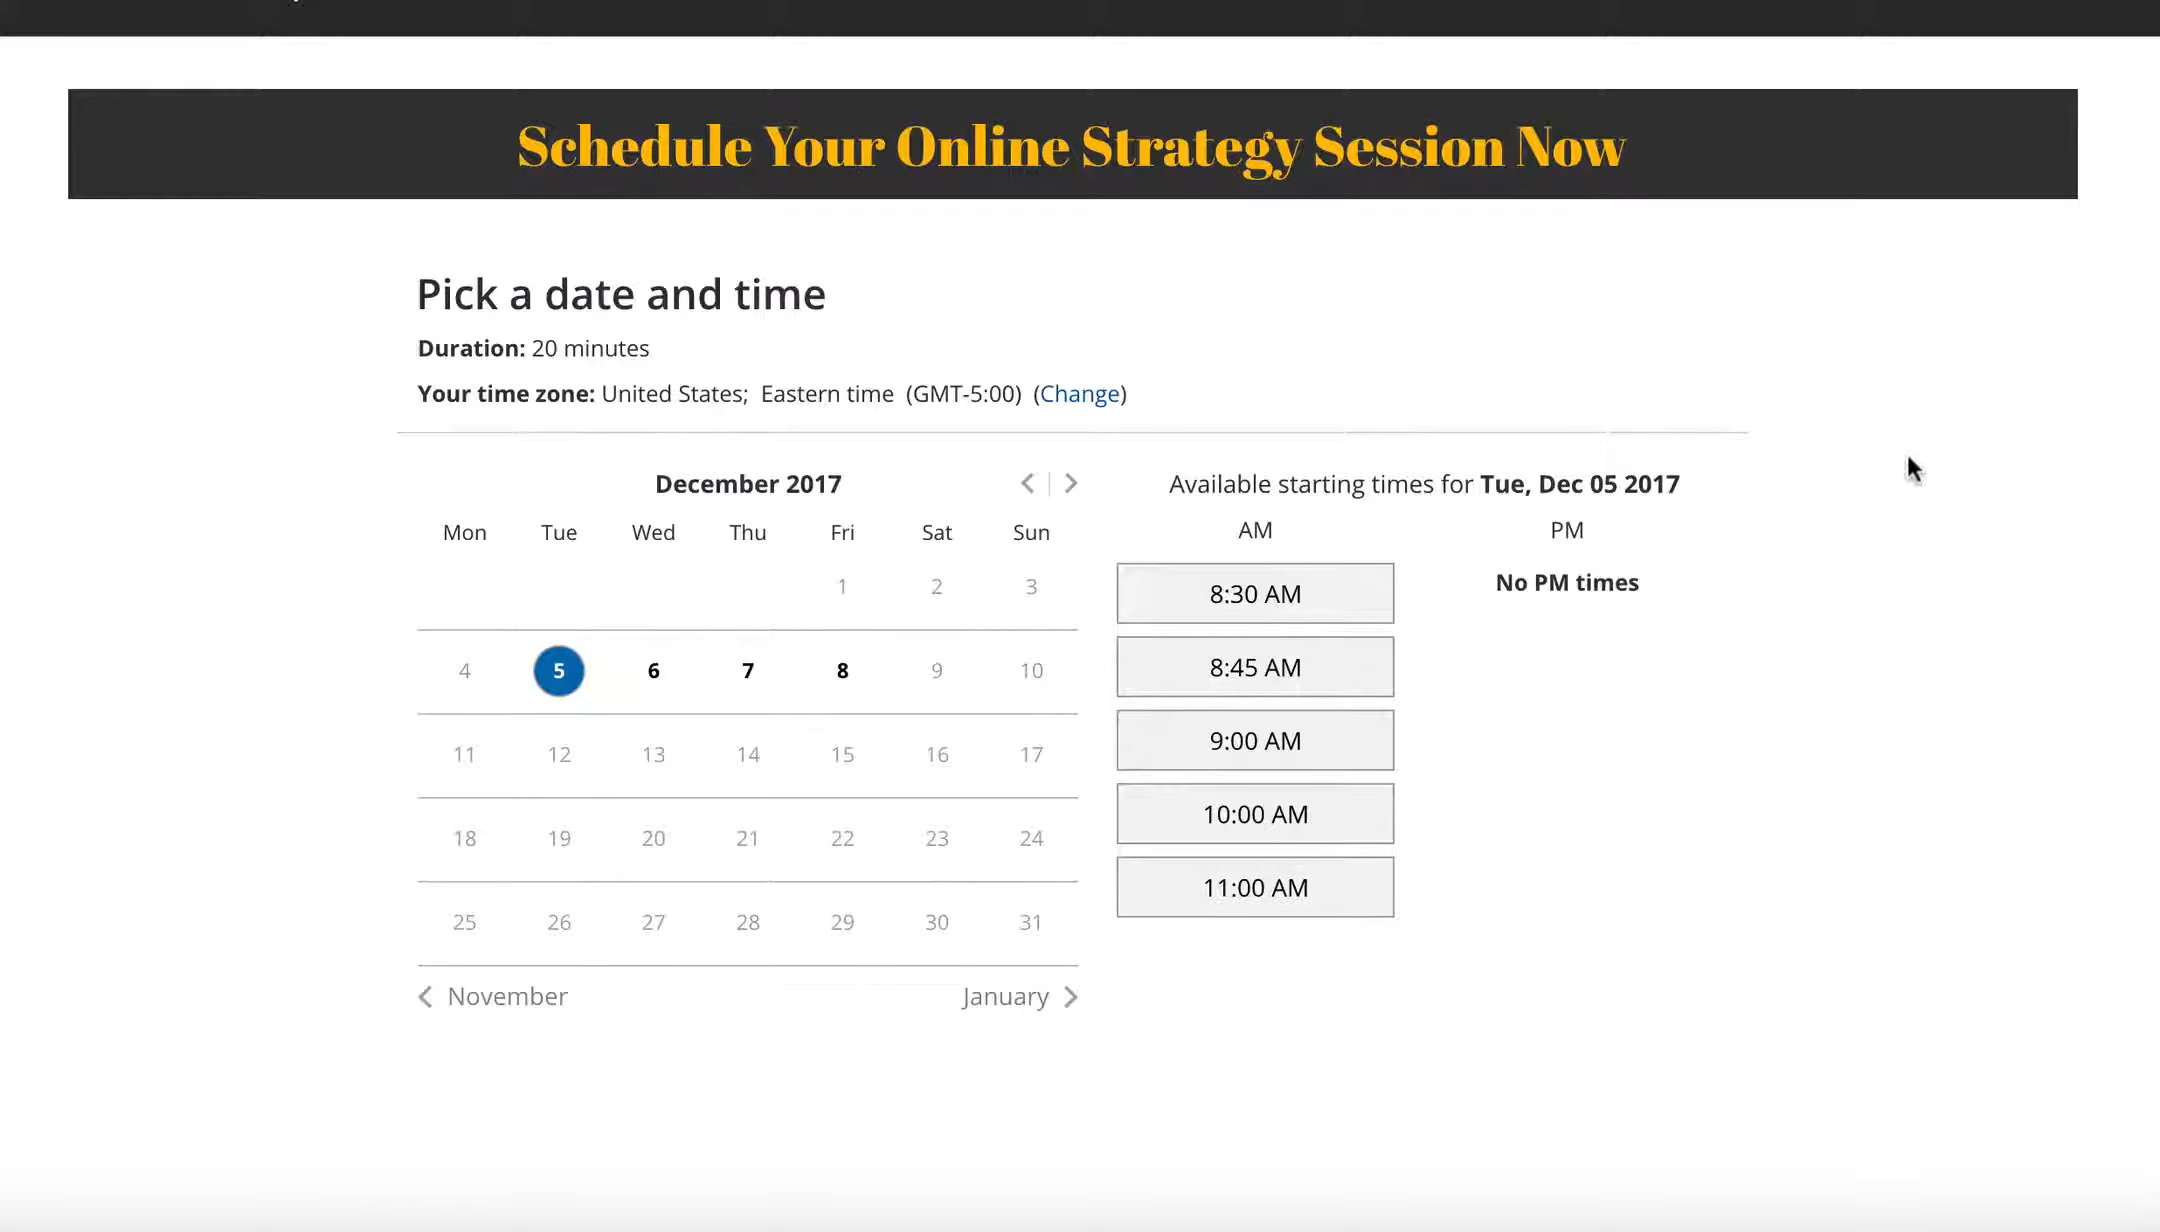 Schedule Your Online Strategy Session Now
Pick a date and time
Duration: 20 minutes
Your time zone: United States; Eastern time (GMT-5:00) (Change)
December 2017
Mon Tue Wed Thu Fri Sat Sun
1 2 3
4 5 6 7 8 9 10
11 12 13 14 15 16 17
18 19 20 21 22 23 24
25 26 27 28 29 30 31
November January
Available starting times for Tue, Dec 05 2017
AM PM
8:30 AM No PM times
8:45 AM
9:00 AM
10:00 AM
11:00 AM